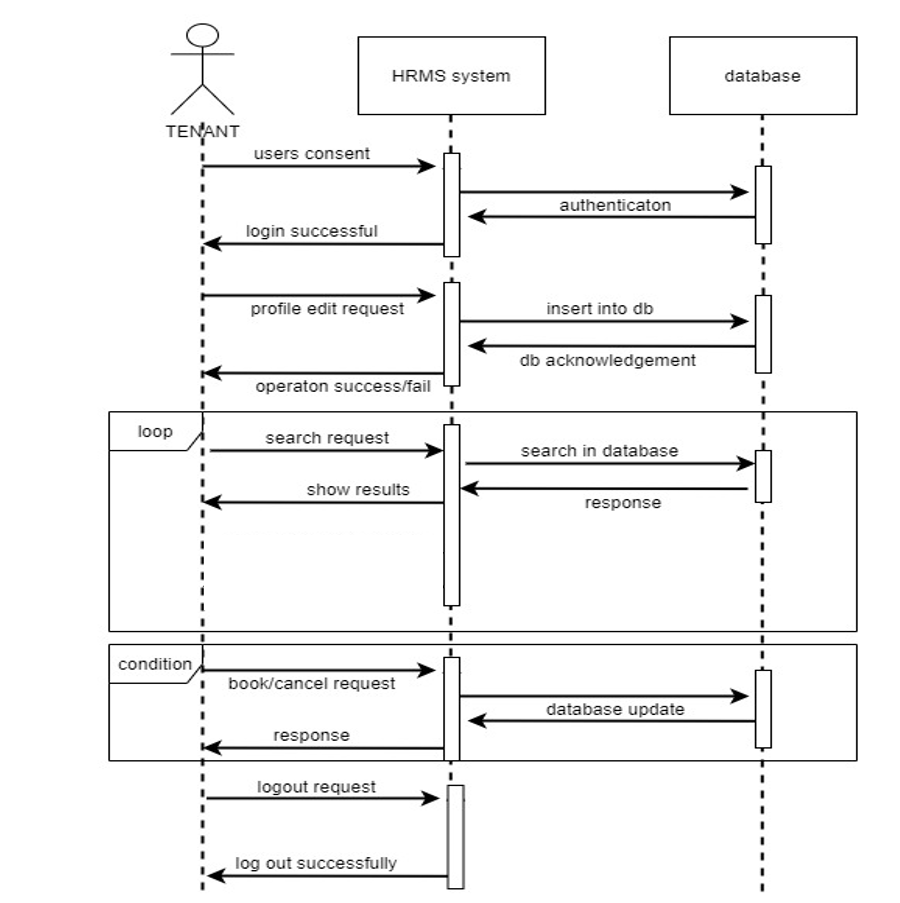 HRMS system
database
TENANT
users consent
authenticaton
login successful
profile edit request
insert into db
db acknowledgement
operaton success/fail
loop
search request
search in database
show results
response
condition
book/cancel request
database update
response
logout request
log out successfully